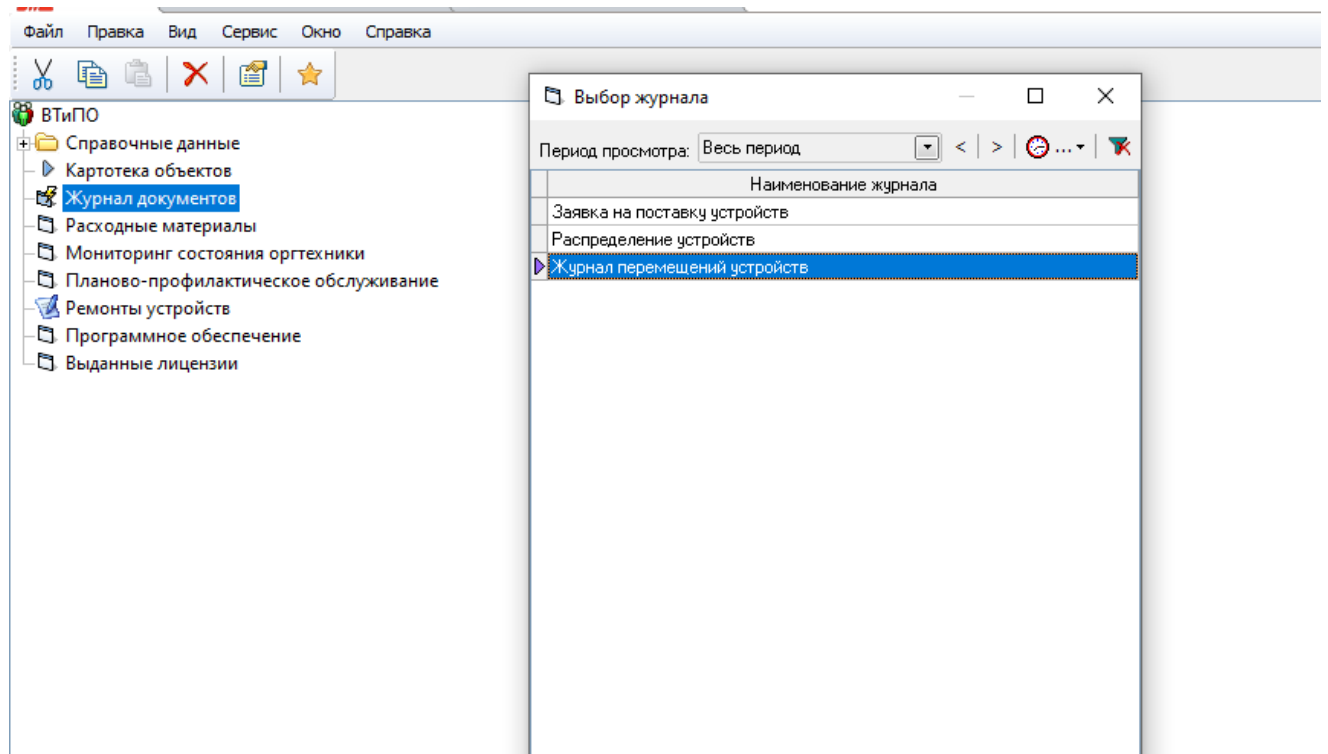 Файл Правка Вид Сервис Окно Справка
ВТиПО
Справочные данные
Картотека объектов
Журнал документов
Расходные материалы
Мониторинг состояния оргтехники
Планово-профилактическое обслуживание
Ремонты устройств
Программное обеспечение
Выданные лицензии
Выбор журнала
Период просмотра: Весь период < > ...
Наименование журнала
Заявка на поставку устройств
Распределение устройств
Журнал перемещений устройств